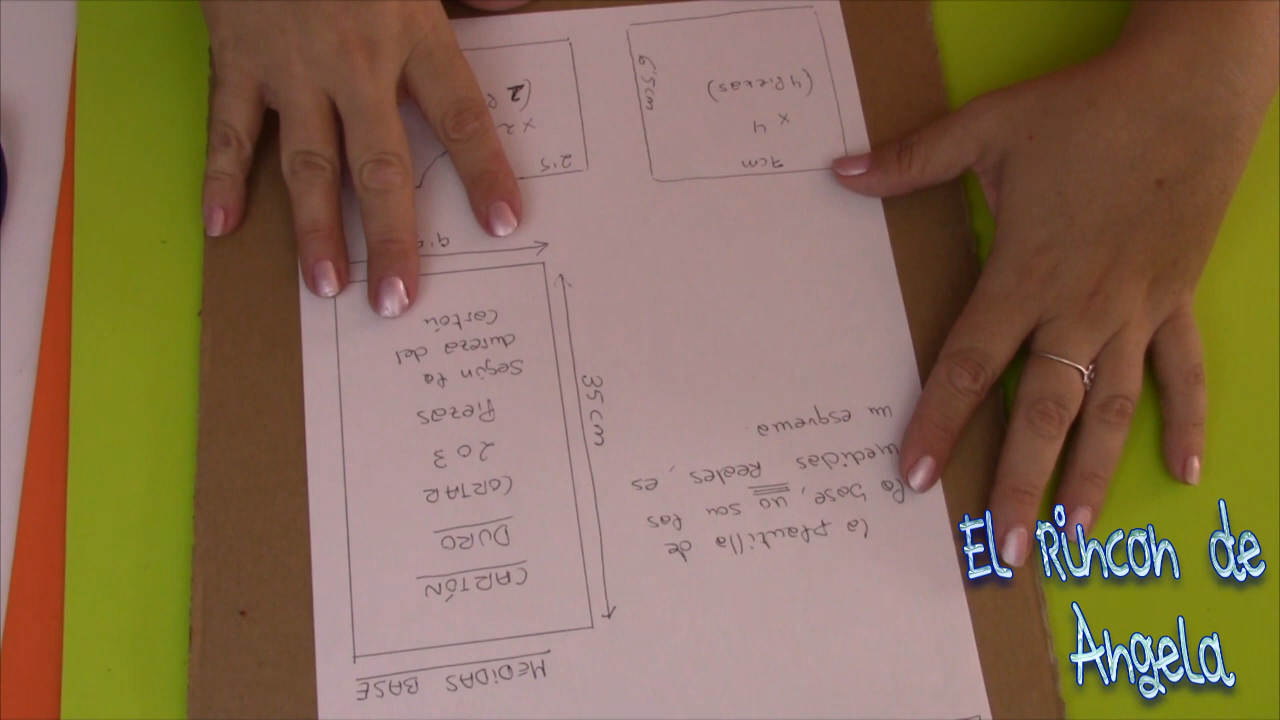 MEDIDAS BASE
CARTÓN
DURO
CORTAR
2 o 3
Piezas
Según la
dureza del
Cartón
35 cm
La plantilla de
la base, no son las
medidas Reales, es
un esquema
2'5
x 2
(2
7cm
x 4
(4 Piezas)
6'5cm
El Rincon de
Angela